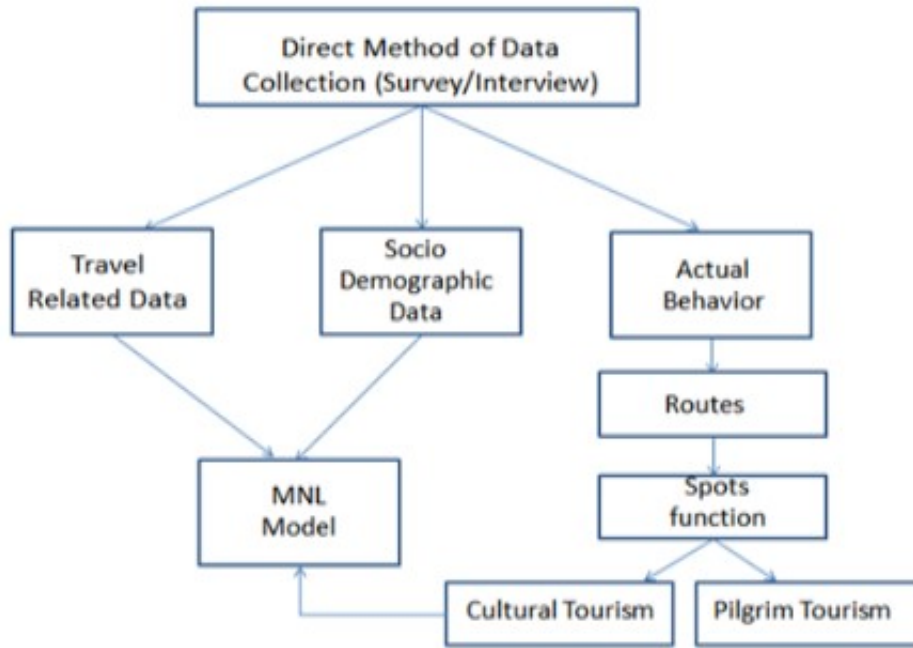 Direct Method of Data
Collection (Survey/Interview)
Travel
Related Data
Socio
Demographic
Data
Actual
Behavior
Routes
MNL
Model
Spots
function
Cultural Tourism
Pilgrim Tourism